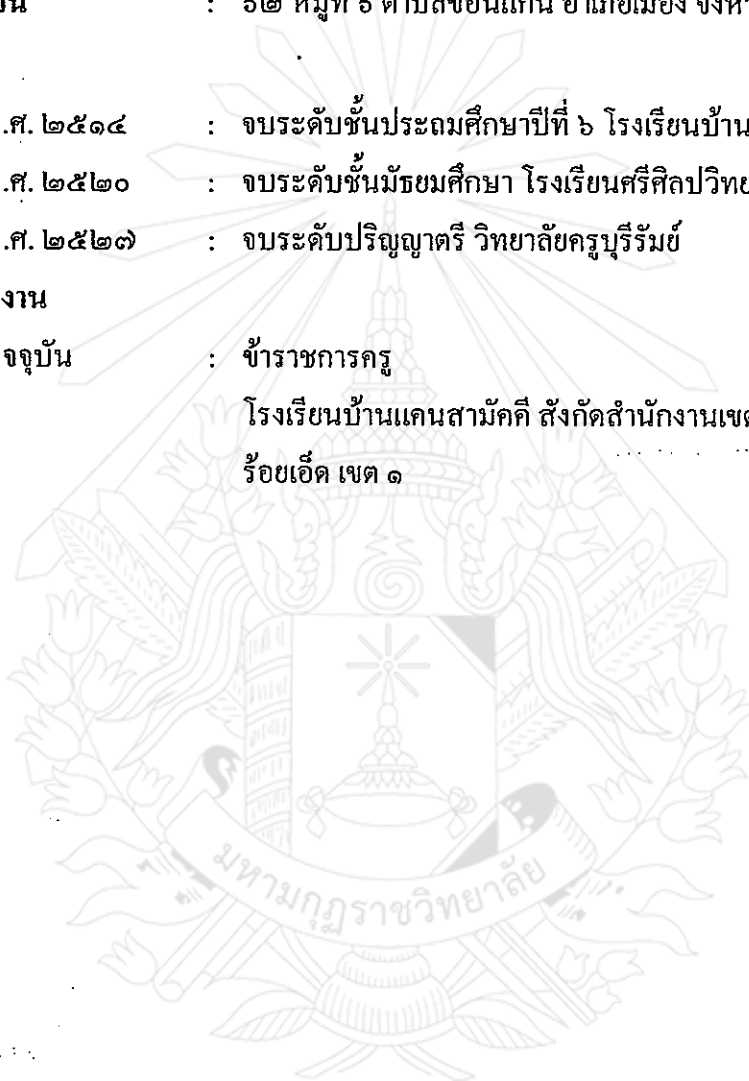 : ๖๒ หมู่ที่ ๖ ตำบลขอนแก่น อำเภอเมือง
.ศ. ๒๕๑๔ : จบระดับชั้นประถมศึกษาปีที่ ๖ โรงเรียนบ้าน
.ศ. ๒๕๒๐ : จบระดับชั้นมัธยมศึกษา โรงเรียนศรีศิลปวิทย
.ศ. ๒๕๒๗ : จบระดับปริญญาตรี วิทยาลัยครูบุรีรัมย์
งาน
จจุบัน : ข้าราชการครู
โรงเรียนบ้านแคนสามัคคี สังกัดสำนักงานเขต
ร้อยเอ็ด เขต ๑
มหามกุฏราชวิทยาลัย